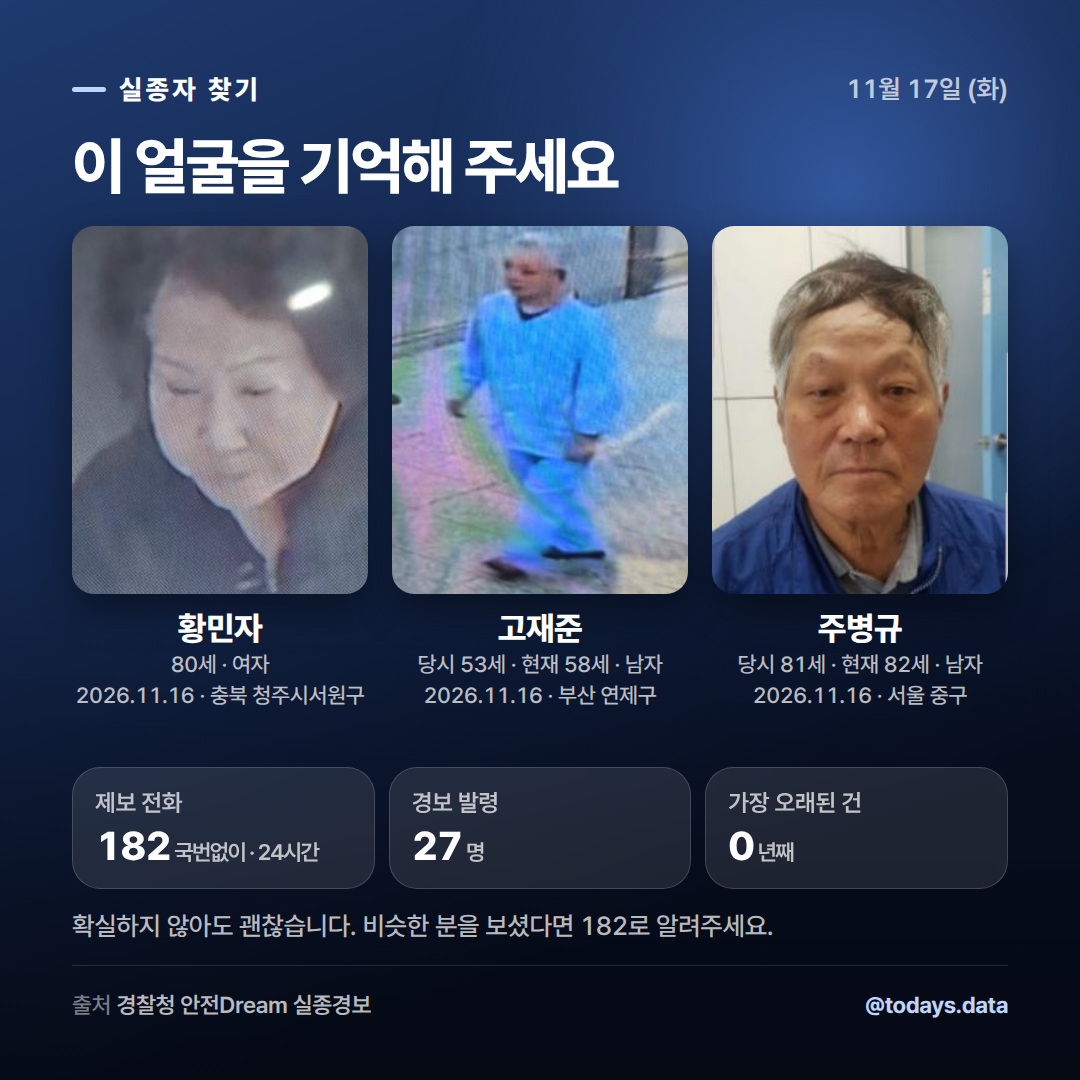 실종자 찾기
11월 17일 (화)
이 얼굴을 기억해 주세요
황민자
80세 · 여자
2026.11.16 · 충북 청주시서원구
고재준
당시 53세 · 현재 58세 · 남자
2026.11.16 · 부산 연제구
주병규
당시 81세 · 현재 82세 · 남자
2026.11.16 · 서울 중구
제보 전화
182 국번없이 · 24시간
경보 발령
27 명
가장 오래된 건
0 년째
확실하지 않아도 괜찮습니다. 비슷한 분을 보셨다면 182로 알려주세요.
출처 경찰청 안전Dream 실종경보
@todays.data